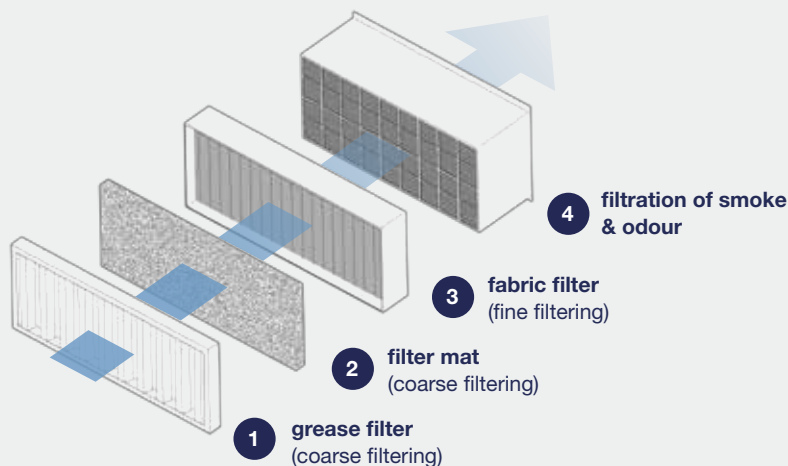 4
filtration of smoke
& odour
3
fabric filter
(fine filtering)
2
filter mat
(coarse filtering)
1
grease filter
(coarse filtering)